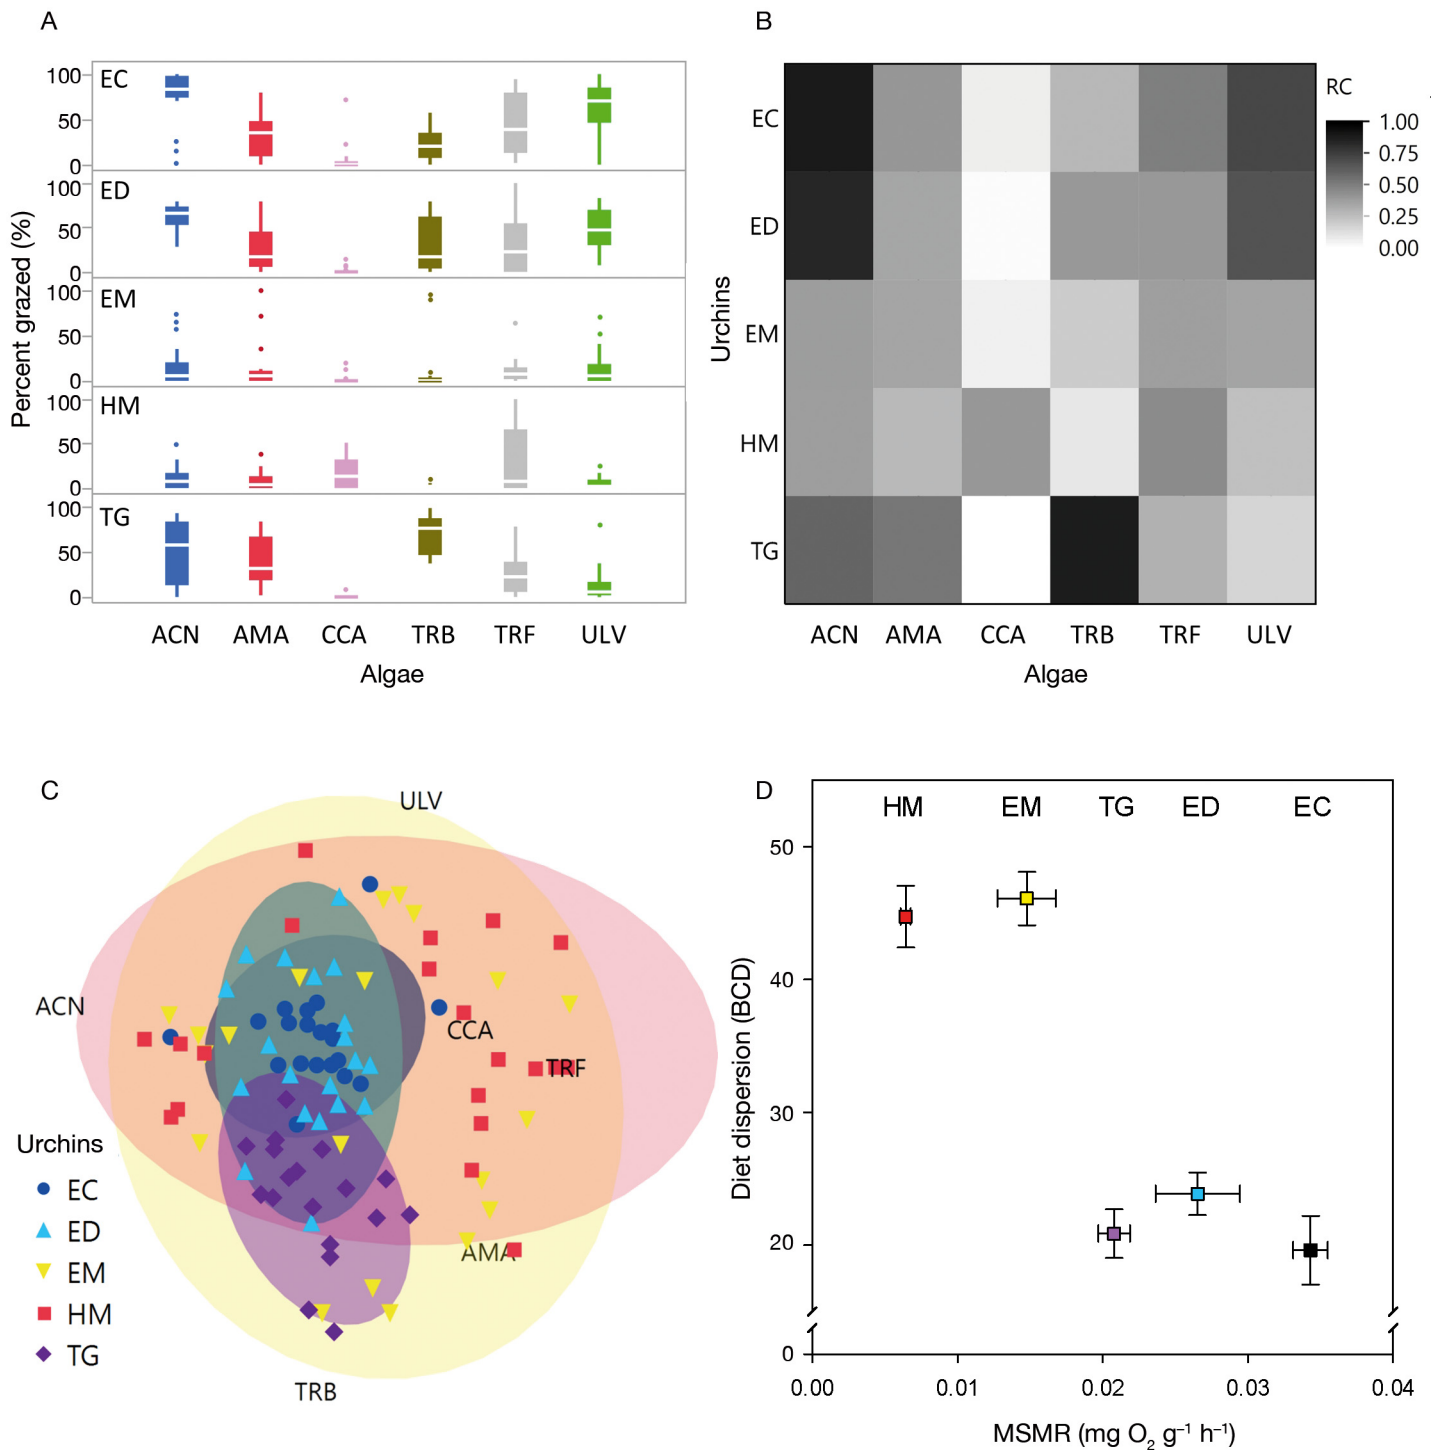 A
100
50
0
EC
100
50
0
ED
100
50
0
EM
100
50
0
HM
100
50
0
TG
Percent grazed (%)
ACN AMA CCA TRB TRF ULV
Algae
B
EC
ED
EM
HM
TG
Urchins
ACN AMA CCA TRB TRF ULV
Algae
RC
1.00
0.75
0.50
0.25
0.00
C
ULV
ACN
CCA
TRF
AMA
TRB
Urchins
EC
ED
EM
HM
TG
D
HM EM TG ED EC
50
40
30
20
0
Diet dispersion (BCD)
0.00 0.01 0.02 0.03 0.04
MSMR (mg O₂ g⁻¹ h⁻¹)